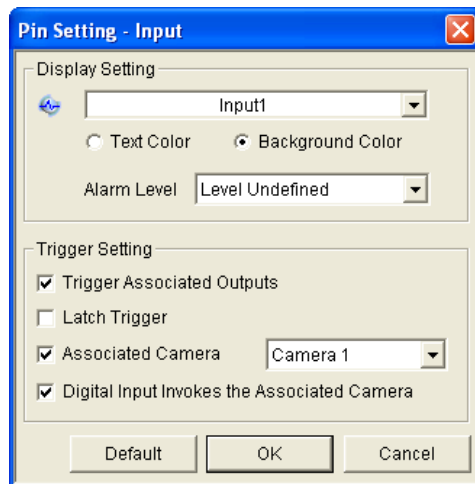 Pin Setting - Input
Display Setting
Input1
Text Color Background Color
Alarm Level Level Undefined
Trigger Setting
Trigger Associated Outputs
Latch Trigger
Associated Camera Camera 1
Digital Input Invokes the Associated Camera
Default OK Cancel